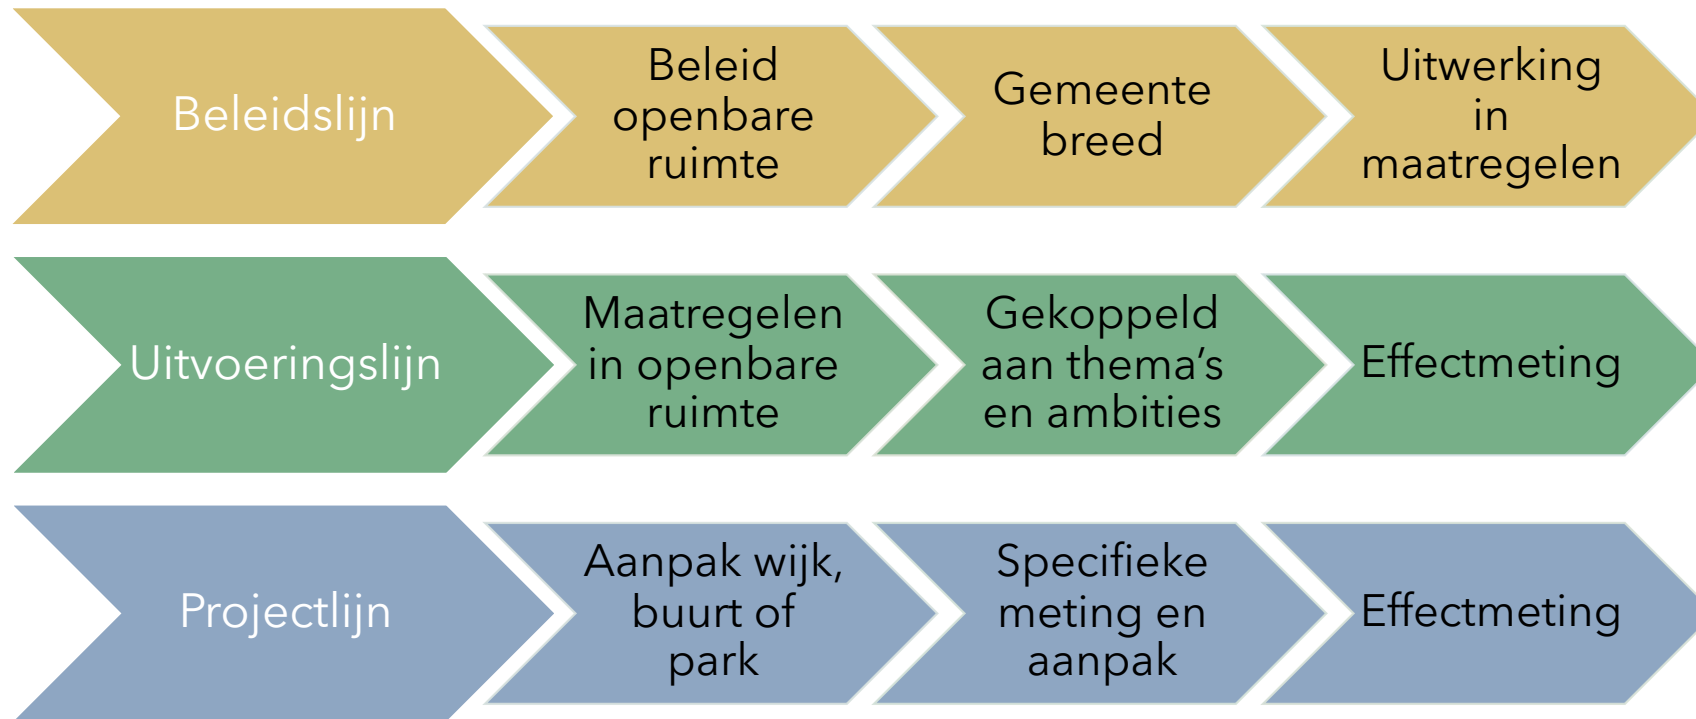 Beleidslijn
Beleid
openbare
ruimte
Gemeente
breed
Uitwerking
in
maatregelen
Uitvoeringslijn
Maatregelen
in openbare
ruimte
Gekoppeld
aan thema’s
en ambities
Effectmeting
Projectlijn
Aanpak wijk,
buurt of
park
Specifieke
meting en
aanpak
Effectmeting